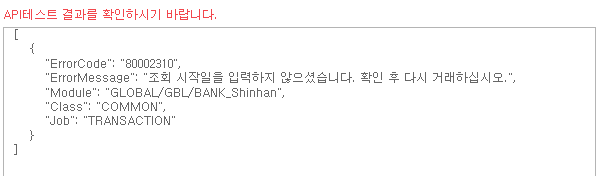 API테스트 결과를 확인하시기 바랍니다.
[
{
"ErrorCode": "80002310",
"ErrorMessage": "조회 시작일을 입력하지 않으셨습니다. 확인 후 다시 거래하십시오.",
"Module": "GLOBAL/GBL/BANK_Shinhan",
"Class": "COMMON",
"Job": "TRANSACTION"
}
]